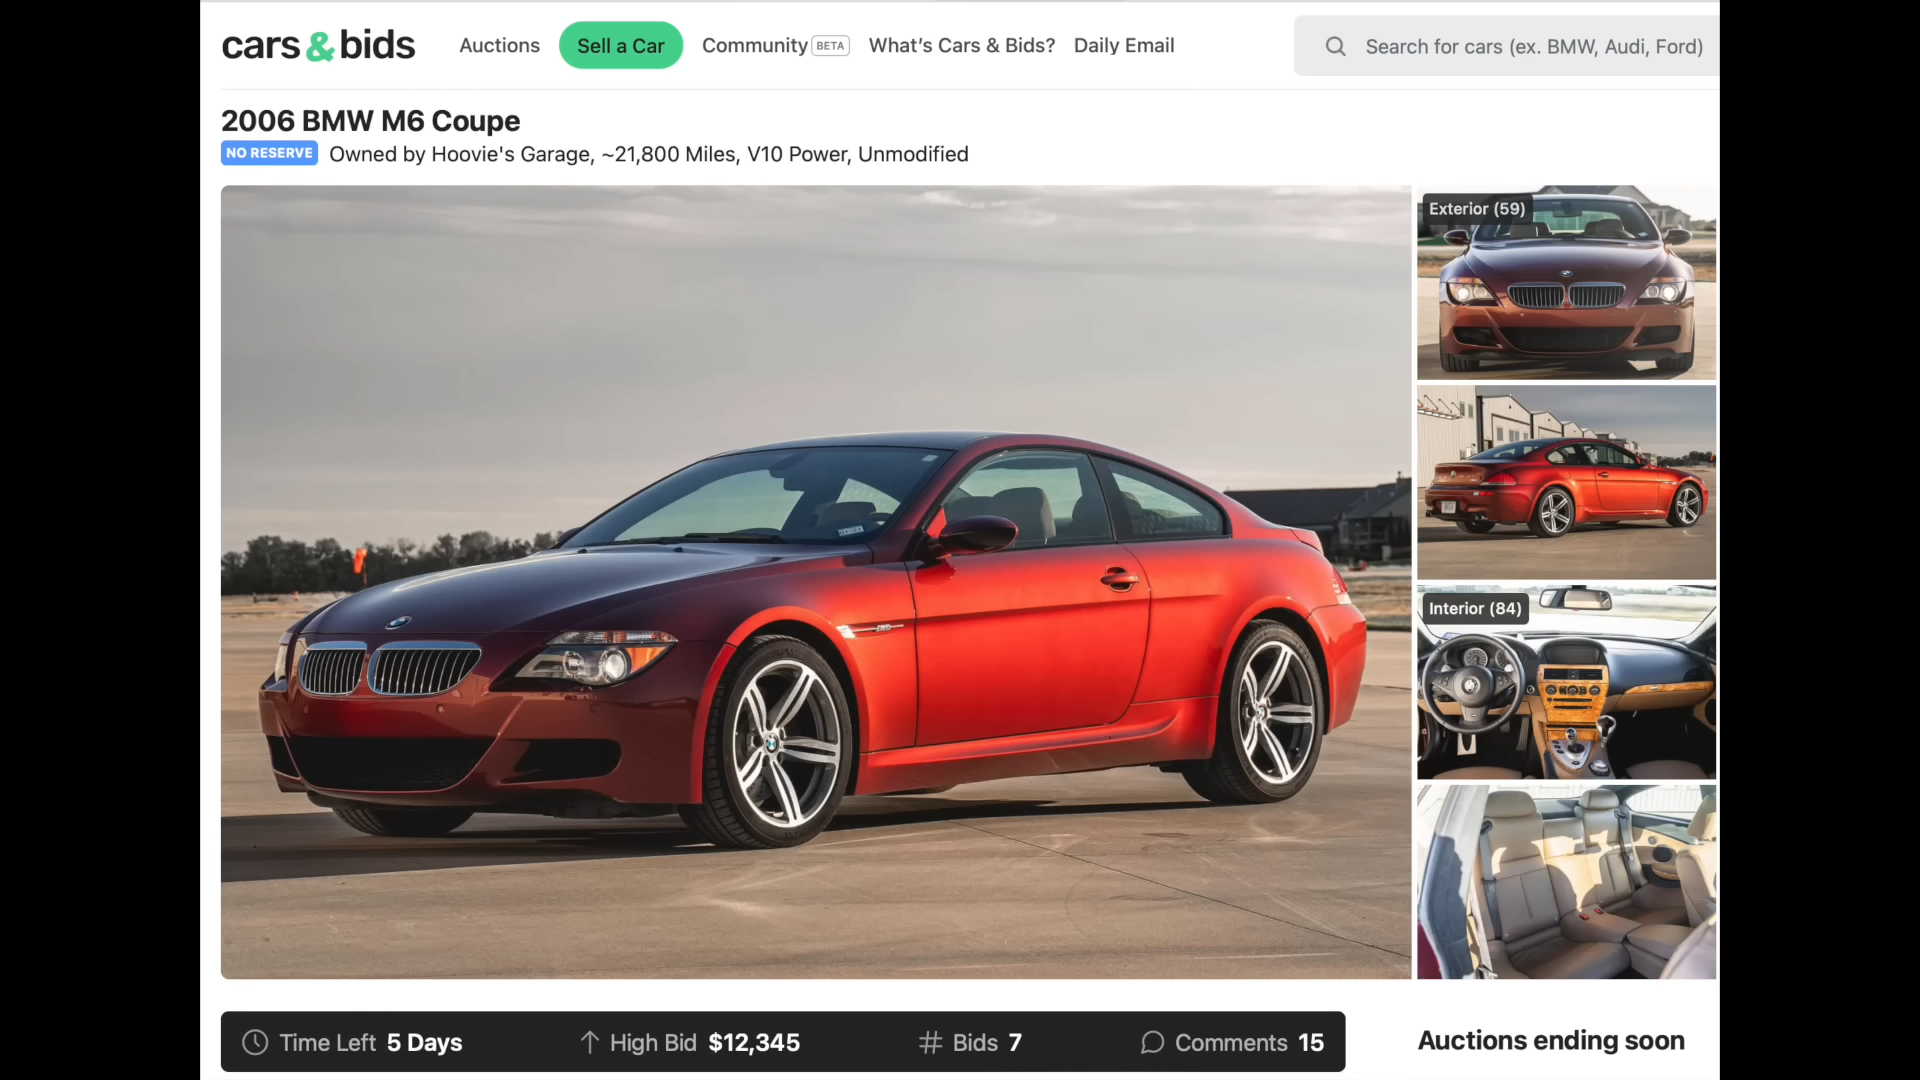 cars & bids
Auctions
Sell a Car
Community BETA
What's Cars & Bids?
Daily Email
Search for cars (ex. BMW, Audi, Ford)
2006 BMW M6 Coupe
NO RESERVE Owned by Hoovie's Garage, ~21,800 Miles, V10 Power, Unmodified
Exterior (59)
Interior (84)
Time Left 5 Days
High Bid $12,345
# Bids 7
Comments 15
Auctions ending soon